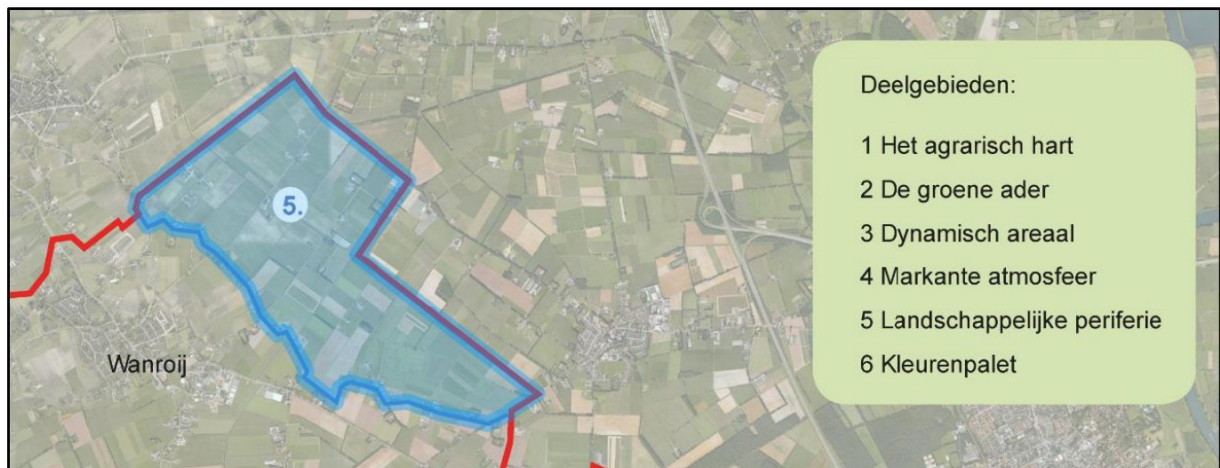 5.
Wanroij
Deelgebieden:
1 Het agrarisch hart
2 De groene ader
3 Dynamisch areaal
4 Markante atmosfeer
5 Landschappelijke periferie
6 Kleurenpalet